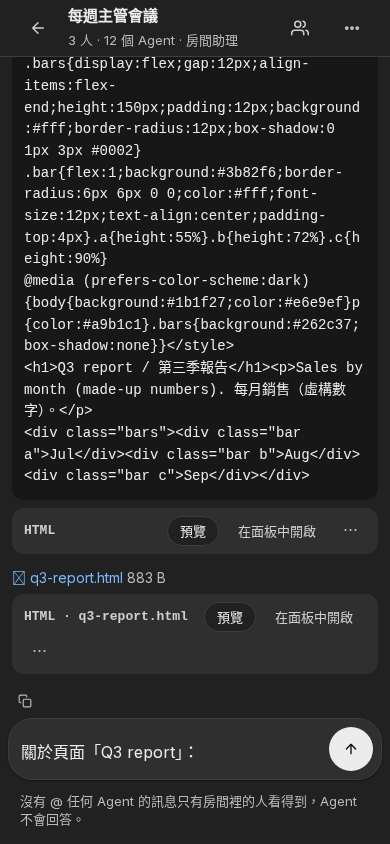 每週主管會議
3 人 · 12 個 Agent · 房間助理
.bars{display:flex;gap:12px;align-
items:flex-
end;height:150px;padding:12px;background
:#fff;border-radius:12px;box-shadow:0
1px 3px #0002}
.bar{flex:1;background:#3b82f6;border-
radius:6px 6px 0 0;color:#fff;font-
size:12px;text-align:center;padding-
top:4px}.a{height:55%}.b{height:72%}.c{h
eight:90%}
@media (prefers-color-scheme:dark)
{body{background:#1b1f27;color:#e6e9ef}p
{color:#a9b1c1}.bars{background:#262c37;
box-shadow:none}}</style>
<h1>Q3 report / 第三季報告</h1><p>Sales by
month (made-up numbers). 每月銷售（虛構數
字）。</p>
<div class="bars"><div class="bar
a">Jul</div><div class="bar b">Aug</div>
<div class="bar c">Sep</div></div>
HTML 預覽 在面板中開啟 ⋯
q3-report.html 883 B
HTML · q3-report.html 預覽 在面板中開啟
⋯
關於頁面「Q3 report」：
沒有 @ 任何 Agent 的訊息只有房間裡的人看得到，Agent
不會回答。